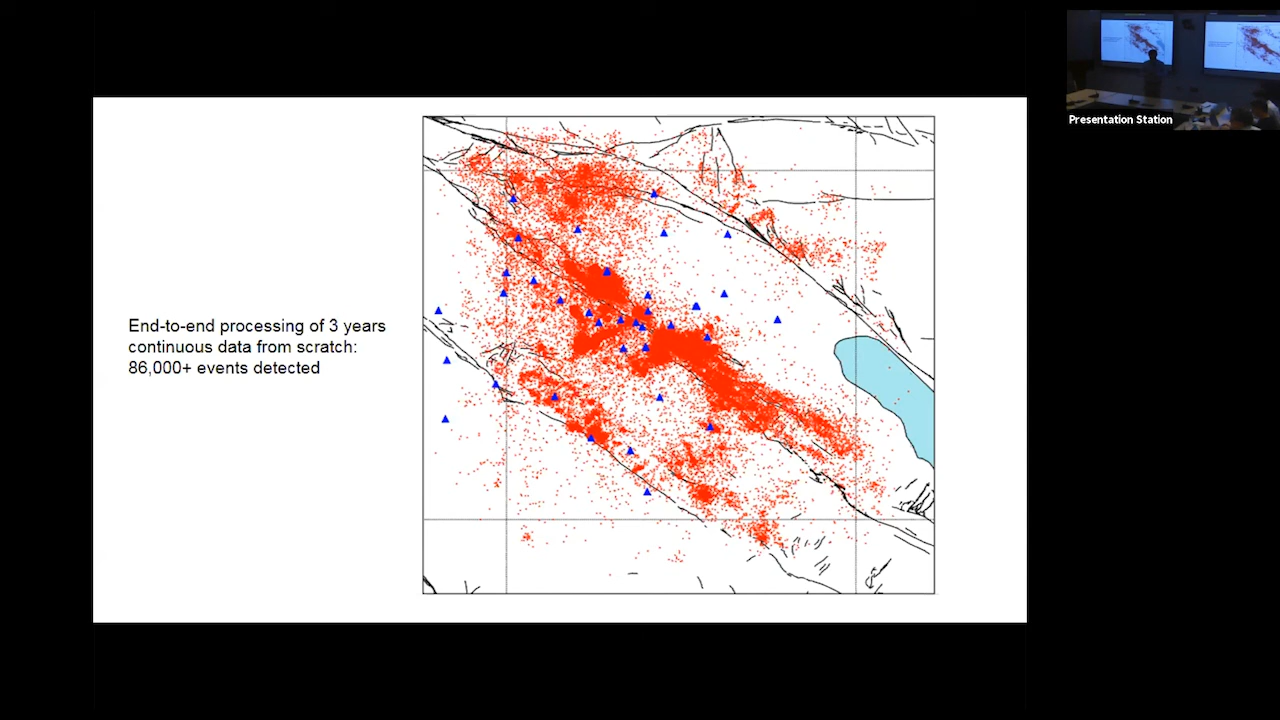 End-to-end processing of 3 years
continuous data from scratch:
86,000+ events detected
Presentation Station